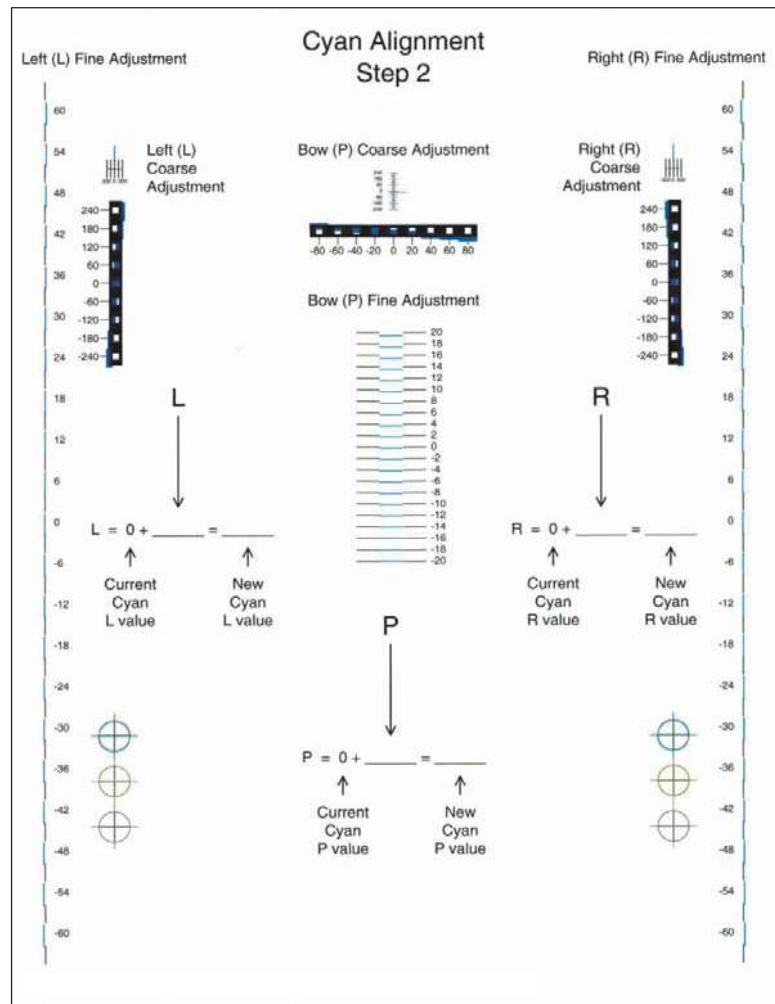 Cyan Alignment
Step 2
Left (L) Fine Adjustment
Right (R) Fine Adjustment
60
54
48
42
36
30
24
18
12
6
0
-6
-12
-18
-24
-30
-36
-42
-48
-54
-60
Left (L)
Coarse
Adjustment
240
180
120
60
0
-60
-120
-180
-240
Bow (P) Coarse Adjustment
-80 -60 -40 -20 0 20 40 60 80
Bow (P) Fine Adjustment
20
18
16
14
12
10
8
6
4
2
0
-2
-4
-6
-8
-10
-12
-14
-16
-18
-20
Right (R)
Coarse
Adjustment
240
180
120
60
0
-60
-120
-180
-240
L
L = 0 + ______ = ______
Current
Cyan
L value
New
Cyan
L value
R
R = 0 + ______ = ______
Current
Cyan
R value
New
Cyan
R value
P
P = 0 + ______ = ______
Current
Cyan
P value
New
Cyan
P value
60
54
48
42
36
30
24
18
12
6
0
-6
-12
-18
-24
-30
-36
-42
-48
-54
-60